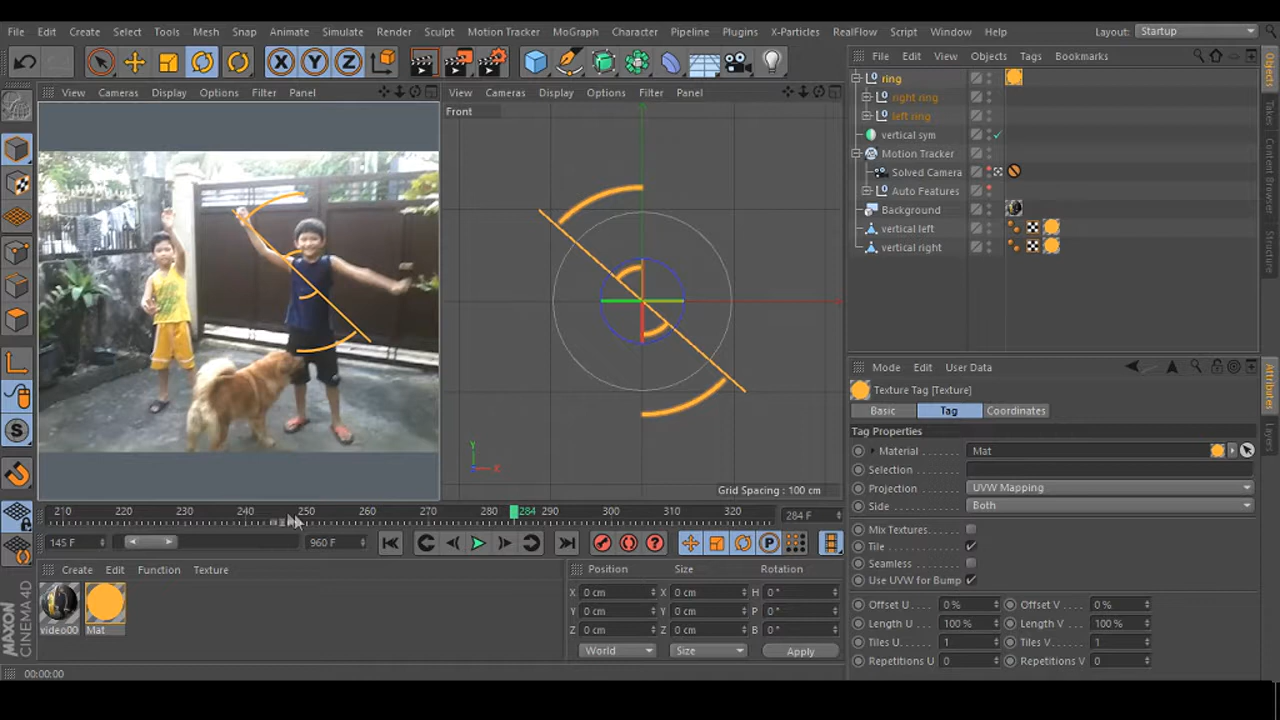 File Edit Create Select Tools Mesh Snap Animate Simulate Render Sculpt Motion Tracker MoGraph Character Pipeline Plugins X-Particles RealFlow Script Window Help Layout: Startup
X Y Z
File Edit View Objects Tags Bookmarks
ring
right ring
left ring
vertical sym
Motion Tracker
Solved Camera
Auto Features
Background
vertical left
vertical right
Objects
Takes
Content Browser
Structure
View Cameras Display Options Filter Panel
View Cameras Display Options Filter Panel
Front
Y
X
Grid Spacing : 100 cm
S
Mode Edit User Data
Texture Tag [Texture]
Basic Tag Coordinates
Tag Properties
Material Mat
Selection
Projection UVW Mapping
Side Both
Mix Textures
Tile
Seamless
Use UVW for Bump
Offset U 0 % Offset V 0 %
Length U 100 % Length V 100 %
Tiles U 1 Tiles V 1
Repetitions U 0 Repetitions V 0
Attributes
Layers
210 220 230 240 250 260 270 280 284 290 300 310 320 284 F
145 F 960 F
P
Create Edit Function Texture
video00 Mat
Position Size Rotation
X 0 cm X 0 cm H 0 °
Y 0 cm Y 0 cm P 0 °
Z 0 cm Z 0 cm B 0 °
World Size Apply
MAXON
CINEMA 4D
00:00:00